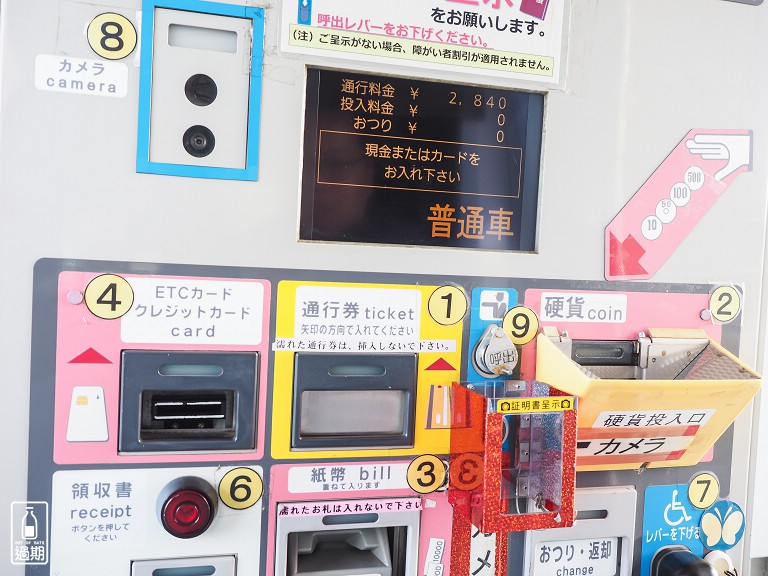 をお願いします。
呼出レバーをお下げください。
(注)ご呈示がない場合、障がい者割引が適用されません。
8
カメラ
camera
通行料金 ¥ 2,840
投入料金 ¥ 0
おつり ¥ 0
現金またはカードを
お入れ下さい
普通車
10
50
100
500
4
ETCカード
クレジットカード
card
通行券 ticket
矢印の方向で入れてください
濡れた通行券は、挿入しないで下さい。
1
9
呼出
硬貨 coin
2
硬貨投入口
カメラ
証明書呈示
領収書
receipt
ボタンを押して
ください
6
紙幣 bill
重ねて入ります
濡れたお札は入れないで下さい
3
おつり・返却
change
7
レバーを下げる
過期